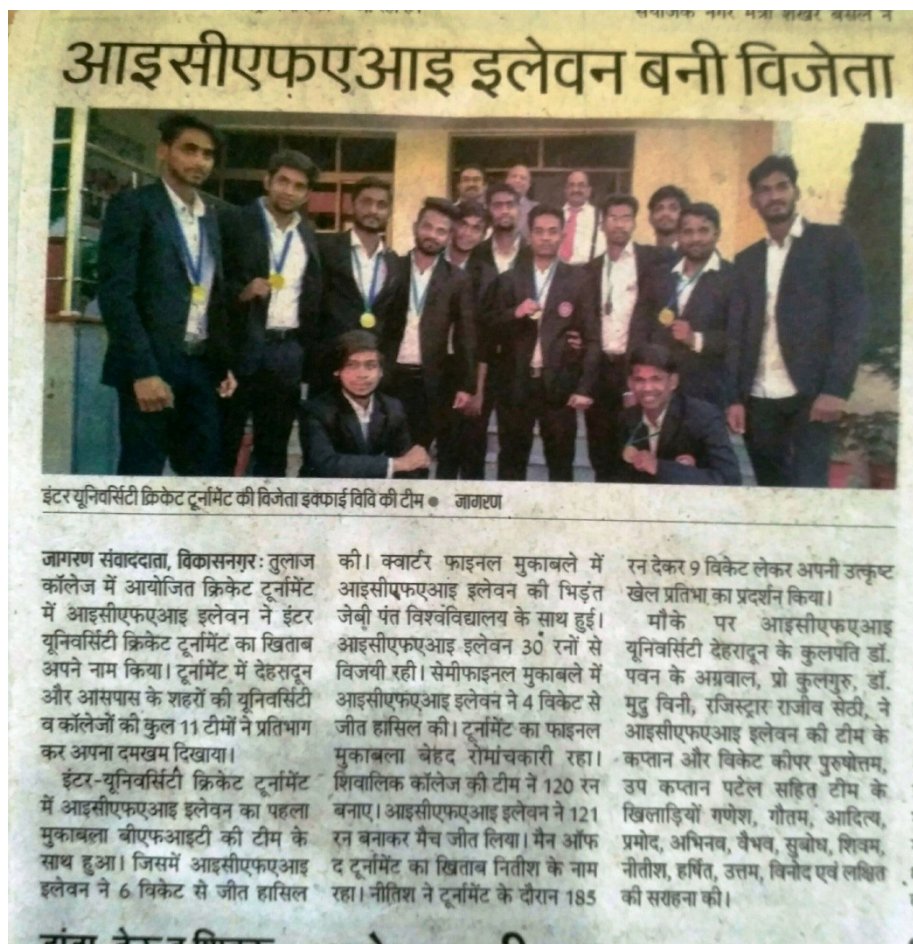 संयोजक नगर मंत्री शेखर बंसल ने
आइसीएफएआइ इलेवन बनी विजेता
इंटर यूनिवर्सिटी क्रिकेट टूर्नामेंट की विजेता इक्फाई विवि की टीम ● जागरण
जागरण संवाददाता, विकासनगर: तुलाज
कॉलेज में आयोजित क्रिकेट टूर्नामेंट
में आइसीएफएआइ इलेवन ने इंटर
यूनिवर्सिटी क्रिकेट टूर्नामेंट का खिताब
अपने नाम किया। टूर्नामेंट में देहरादून
और आसपास के शहरों की यूनिवर्सिटी
व कॉलेजों की कुल 11 टीमों ने प्रतिभाग
कर अपना दमखम दिखाया।
इंटर-यूनिवर्सिटी क्रिकेट टूर्नामेंट
में आइसीएफएआइ इलेवन का पहला
मुकाबला बीएफआइटी की टीम के
साथ हुआ। जिसमें आइसीएफएआइ
इलेवन ने 6 विकेट से जीत हासिल
की। क्वार्टर फाइनल मुकाबले में
आइसीएफएआइ इलेवन की भिड़ंत
जेबी पंत विश्वविद्यालय के साथ हुई।
आइसीएफएआइ इलेवन 30 रनों से
विजयी रही। सेमीफाइनल मुकाबले में
आइसीएफएआइ इलेवन ने 4 विकेट से
जीत हासिल की। टूर्नामेंट का फाइनल
मुकाबला बेहद रोमांचकारी रहा।
शिवालिक कॉलेज की टीम ने 120 रन
बनाए। आइसीएफएआइ इलेवन ने 121
रन बनाकर मैच जीत लिया। मैन ऑफ
द टूर्नामेंट का खिताब नितीश के नाम
रहा। नीतिश ने टूर्नामेंट के दौरान 185
रन देकर 9 विकेट लेकर अपनी उत्कृष्ट
खेल प्रतिभा का प्रदर्शन किया।
मौके पर आइसीएफएआइ
यूनिवर्सिटी देहरादून के कुलपति डॉ.
पवन के अग्रवाल, प्रो कुलगुरु, डॉ.
मुदु विनी, रजिस्ट्रार राजीव सेठी, ने
आइसीएफएआइ इलेवन की टीम के
कप्तान और विकेट कीपर पुरुषोत्तम,
उप कप्तान पटेल सहित टीम के
खिलाड़ियों गणेश, गौतम, आदित्य,
प्रमोद, अभिनव, वैभव, सुबोध, शिवम,
नीतीश, हर्षित, उत्तम, विनोद एवं लक्षित
की सराहना की।